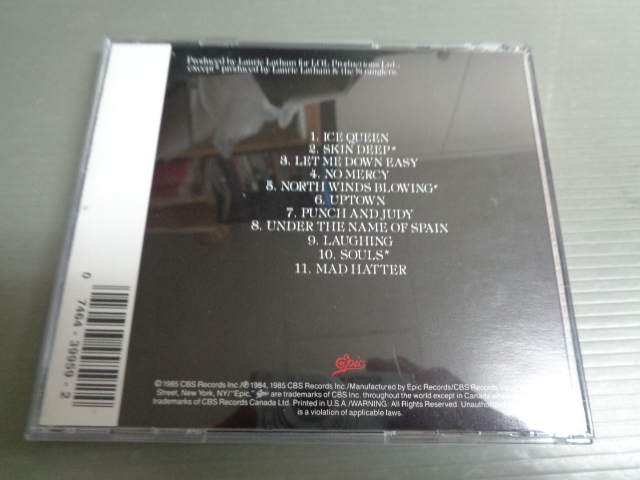 Produced by Laurie Latham for LOL Productions Ltd.,
except* produced by Laurie Latham & the Stranglers.
1. ICE QUEEN
2. SKIN DEEP*
3. LET ME DOWN EASY
4. NO MERCY
5. NORTH WINDS BLOWING*
6. UPTOWN
7. PUNCH AND JUDY
8. UNDER THE NAME OF SPAIN
9. LAUGHING
10. SOULS*
11. MAD HATTER
0 7464-39959-2
Epic
© 1985 CBS Records Inc./℗ 1984, 1985 CBS Records Inc./Manufactured by Epic Records/CBS Records Inc.
Street, New York, NY/"Epic," are trademarks of CBS Inc. throughout the world except in Canada
trademarks of CBS Records Canada Ltd. Printed in U.S.A./WARNING: All Rights Reserved. Unauthorized
is a violation of applicable laws.